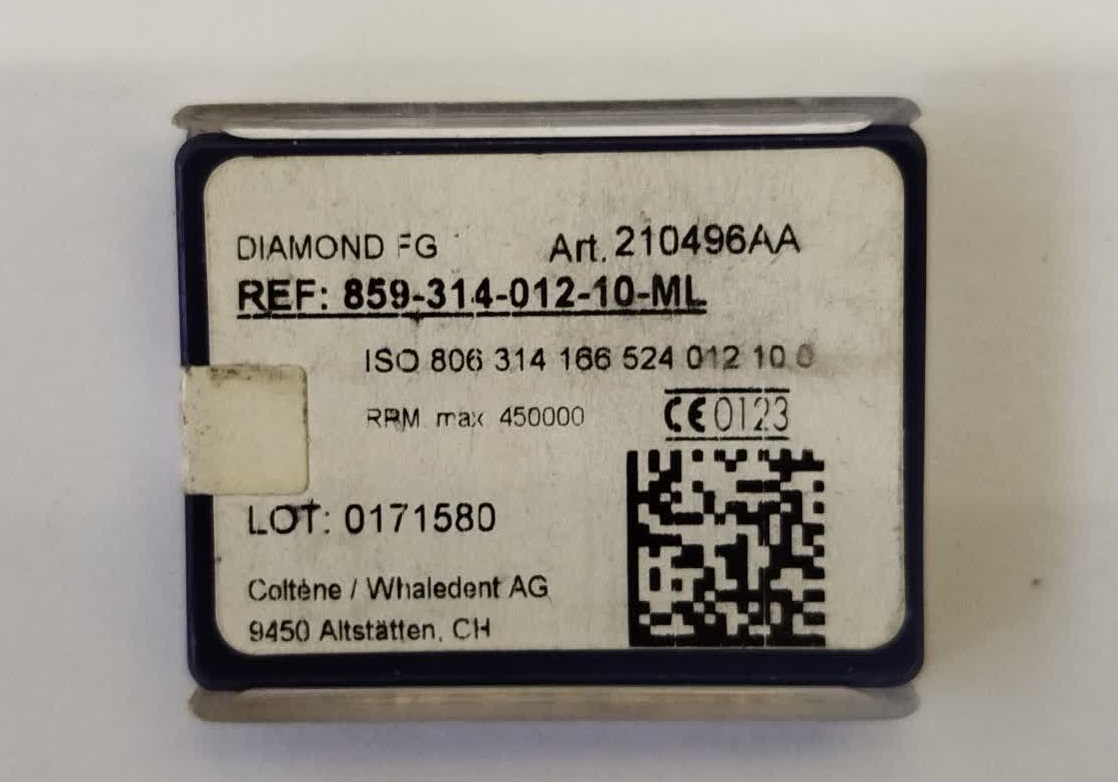 DIAMOND FG Art. 210496AA
REF: 859-314-012-10-ML
ISO 806 314 166 524 012 10 0
RPM max 450000
CE 0123
LOT: 0171580
Coltène / Whaledent AG
9450 Altstätten, CH